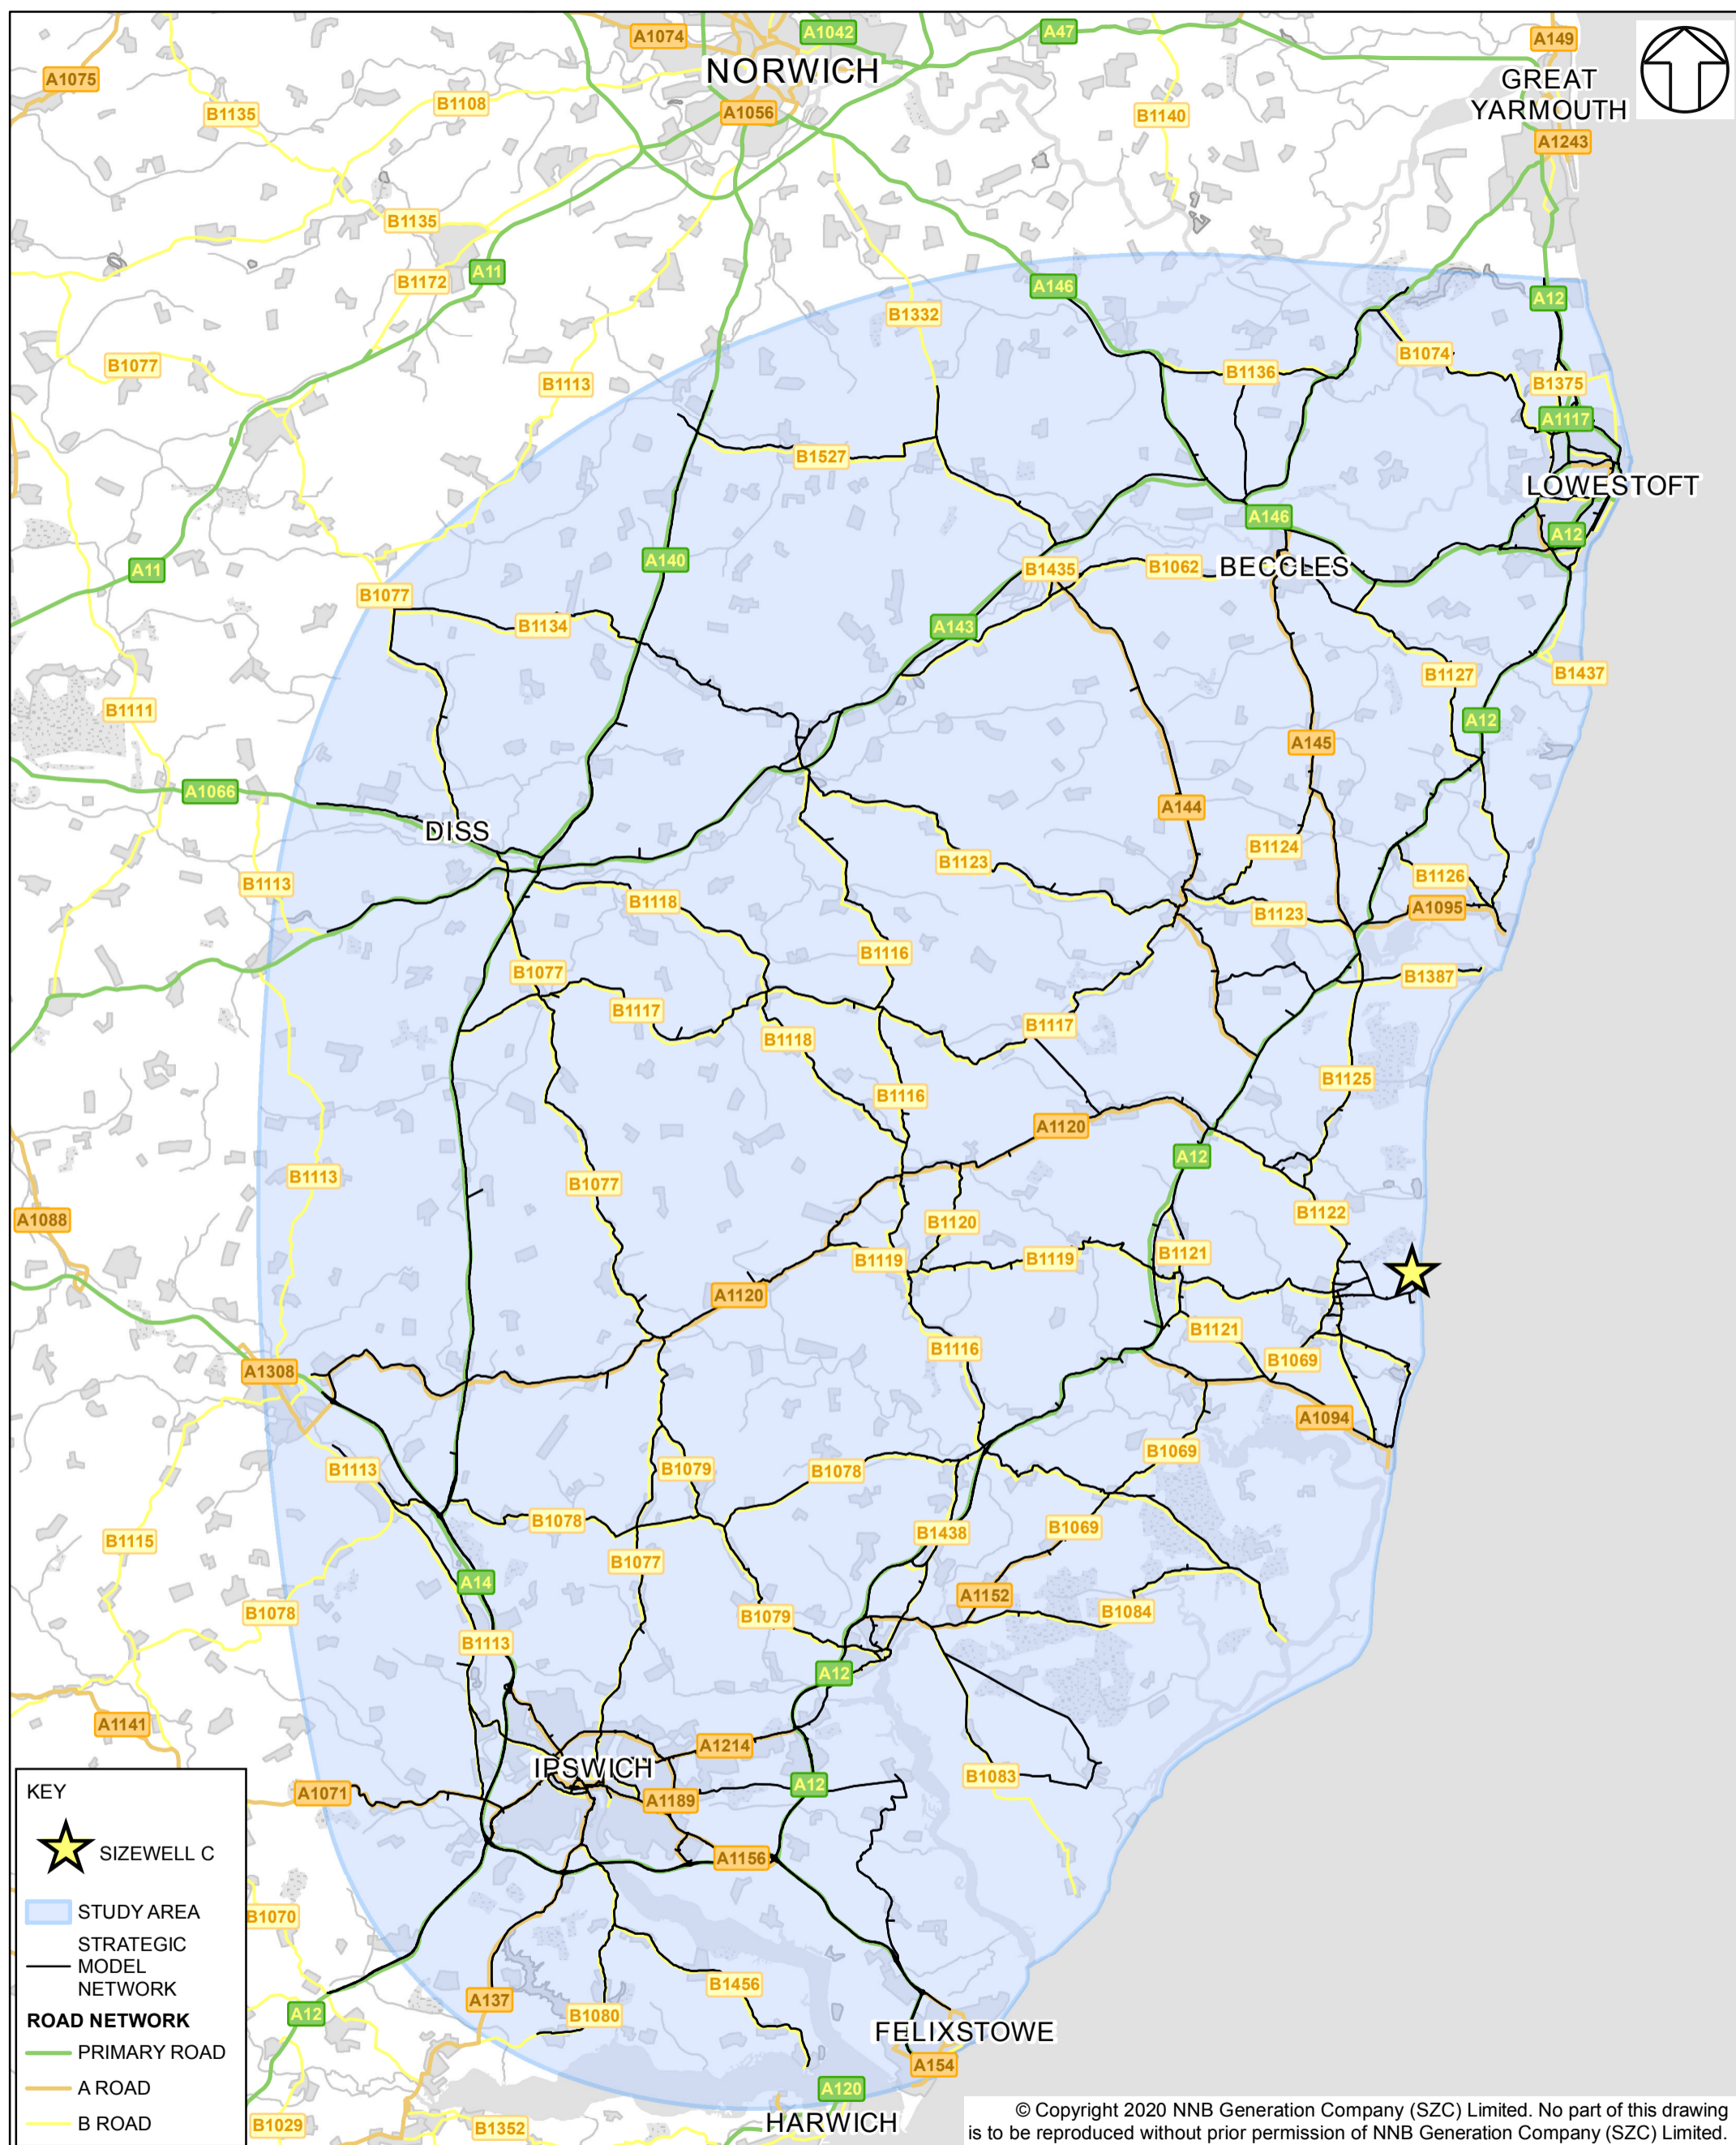 A1074
A1042
A47
A149
A1075
NORWICH
GREAT
YARMOUTH
B1135
B1108
A1056
B1140
A1243
B1135
A11
B1172
A146
A12
B1332
B1077
B1113
B1074
B1136
B1375
A1117
B1527
LOWESTOFT
A146
A12
A11
A140
B1435
B1062
BECCLES
B1077
B1134
A143
B1127
B1437
B1111
A12
A145
A1066
A144
DISS
B1124
B1123
B1126
B1113
B1118
A1095
B1123
B1116
B1077
B1387
B1117
B1117
B1118
B1125
B1116
A1120
A12
B1113
B1077
A1088
B1120
B1122
B1119
B1119
B1121
A1120
B1121
B1116
B1069
A1308
A1094
B1113
B1079
B1078
B1069
B1078
B1438
B1069
B1115
B1077
A14
A1152
B1078
B1079
B1084
B1113
A12
A1141
A1214
IPSWICH
B1083
A12
A1071
A1189
A1156
B1070
B1456
A137
A12
B1080
FELIXSTOWE
A154
A120
B1029
B1352
HARWICH
KEY
SIZEWELL C
STUDY AREA
STRATEGIC
MODEL
NETWORK
ROAD NETWORK
PRIMARY ROAD
A ROAD
B ROAD
© Copyright 2020 NNB Generation Company (SZC) Limited. No part of this drawing
is to be reproduced without prior permission of NNB Generation Company (SZC) Limited.